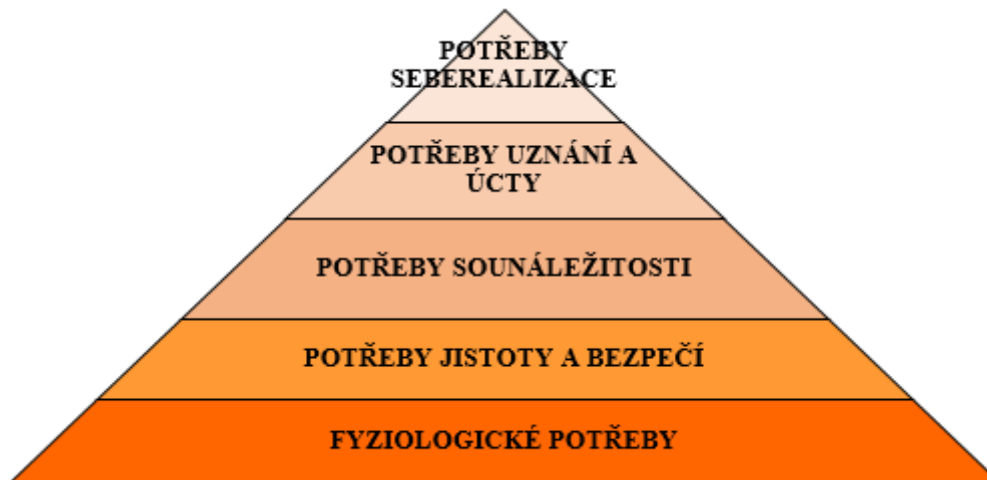 POTŘEBY
SEBEREALIZACE
POTŘEBY UZNÁNÍ A
ÚCTY
POTŘEBY SOUNÁLEŽITOSTI
POTŘEBY JISTOTY A BEZPEČÍ
FYZIOLOGICKÉ POTŘEBY